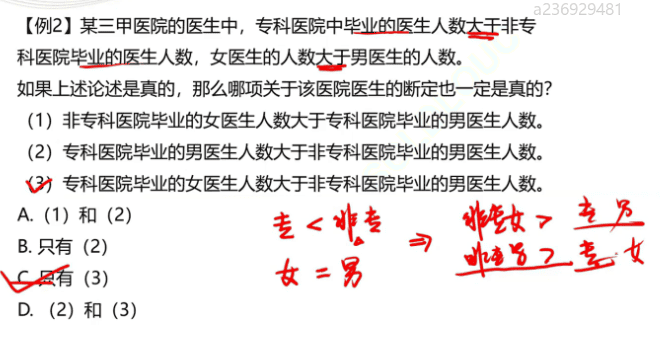 a236929481
【例2】某三甲医院的医生中，专科医院中毕业的医生人数大于非专
科医院毕业的医生人数，女医生的人数大于男医生的人数。
如果上述论述是真的，那么哪项关于该医院医生的断定也一定是真的？
（1）非专科医院毕业的女医生人数大于专科医院毕业的男医生人数。
（2）专科医院毕业的男医生人数大于非专科医院毕业的男医生人数。
（3）专科医院毕业的女医生人数大于非专科医院毕业的男医生人数。
A.（1）和（2）
B. 只有（2）
C. 只有（3）
D. （2）和（3）
专 < 非专 ⇒ 非专女 > 专男
女 = 男 非专男 > 专女